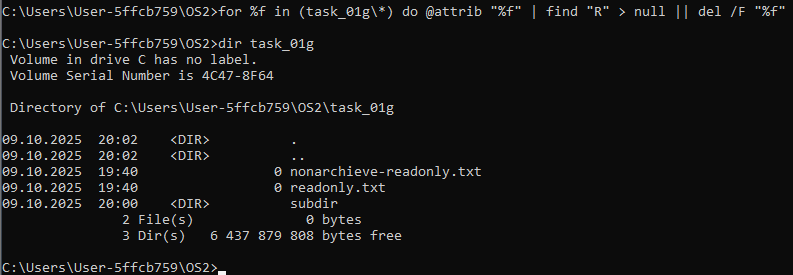 C:\Users\User-5ffcb759\OS2>for %f in (task_01g\*) do @attrib "%f" | find "R" > null || del /F "%f"
C:\Users\User-5ffcb759\OS2>dir task_01g
 Volume in drive C has no label.
 Volume Serial Number is 4C47-8F64
 Directory of C:\Users\User-5ffcb759\OS2\task_01g
09.10.2025  20:02    <DIR>          .
09.10.2025  20:02    <DIR>          ..
09.10.2025  19:40                 0 nonarchieve-readonly.txt
09.10.2025  19:40                 0 readonly.txt
09.10.2025  20:00    <DIR>          subdir
               2 File(s)              0 bytes
               3 Dir(s)   6 437 879 808 bytes free
C:\Users\User-5ffcb759\OS2>